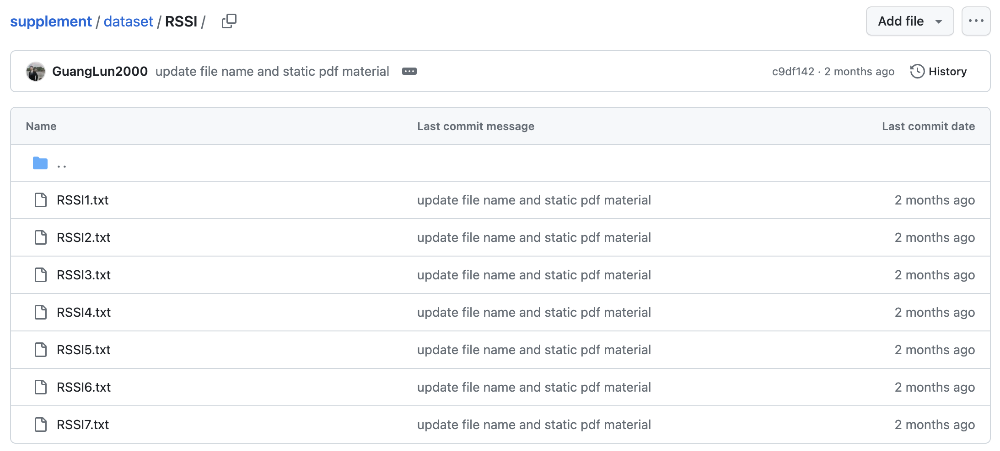 supplement / dataset / RSSI /
Add file
GuangLun2000 update file name and static pdf material
c9df142 · 2 months ago History
Name Last commit message Last commit date
..
RSSI1.txt update file name and static pdf material 2 months ago
RSSI2.txt update file name and static pdf material 2 months ago
RSSI3.txt update file name and static pdf material 2 months ago
RSSI4.txt update file name and static pdf material 2 months ago
RSSI5.txt update file name and static pdf material 2 months ago
RSSI6.txt update file name and static pdf material 2 months ago
RSSI7.txt update file name and static pdf material 2 months ago